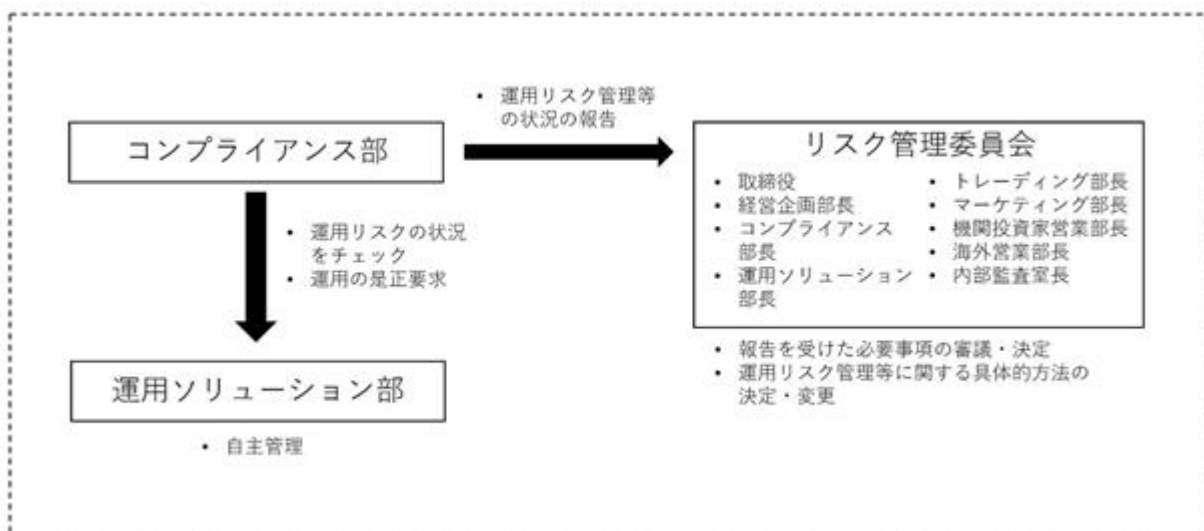 • 運用リスク管理等
の状況の報告
コンプライアンス部
リスク管理委員会
• 取締役
• 経営企画部長
• コンプライアンス
部長
• 運用ソリューション
部長
• トレーディング部長
• マーケティング部長
• 機関投資家営業部長
• 海外営業部長
• 内部監査室長
• 運用リスクの状況
をチェック
• 運用の是正要求
• 報告を受けた必要事項の審議・決定
• 運用リスク管理等に関する具体的方法の
決定・変更
運用ソリューション部
• 自主管理